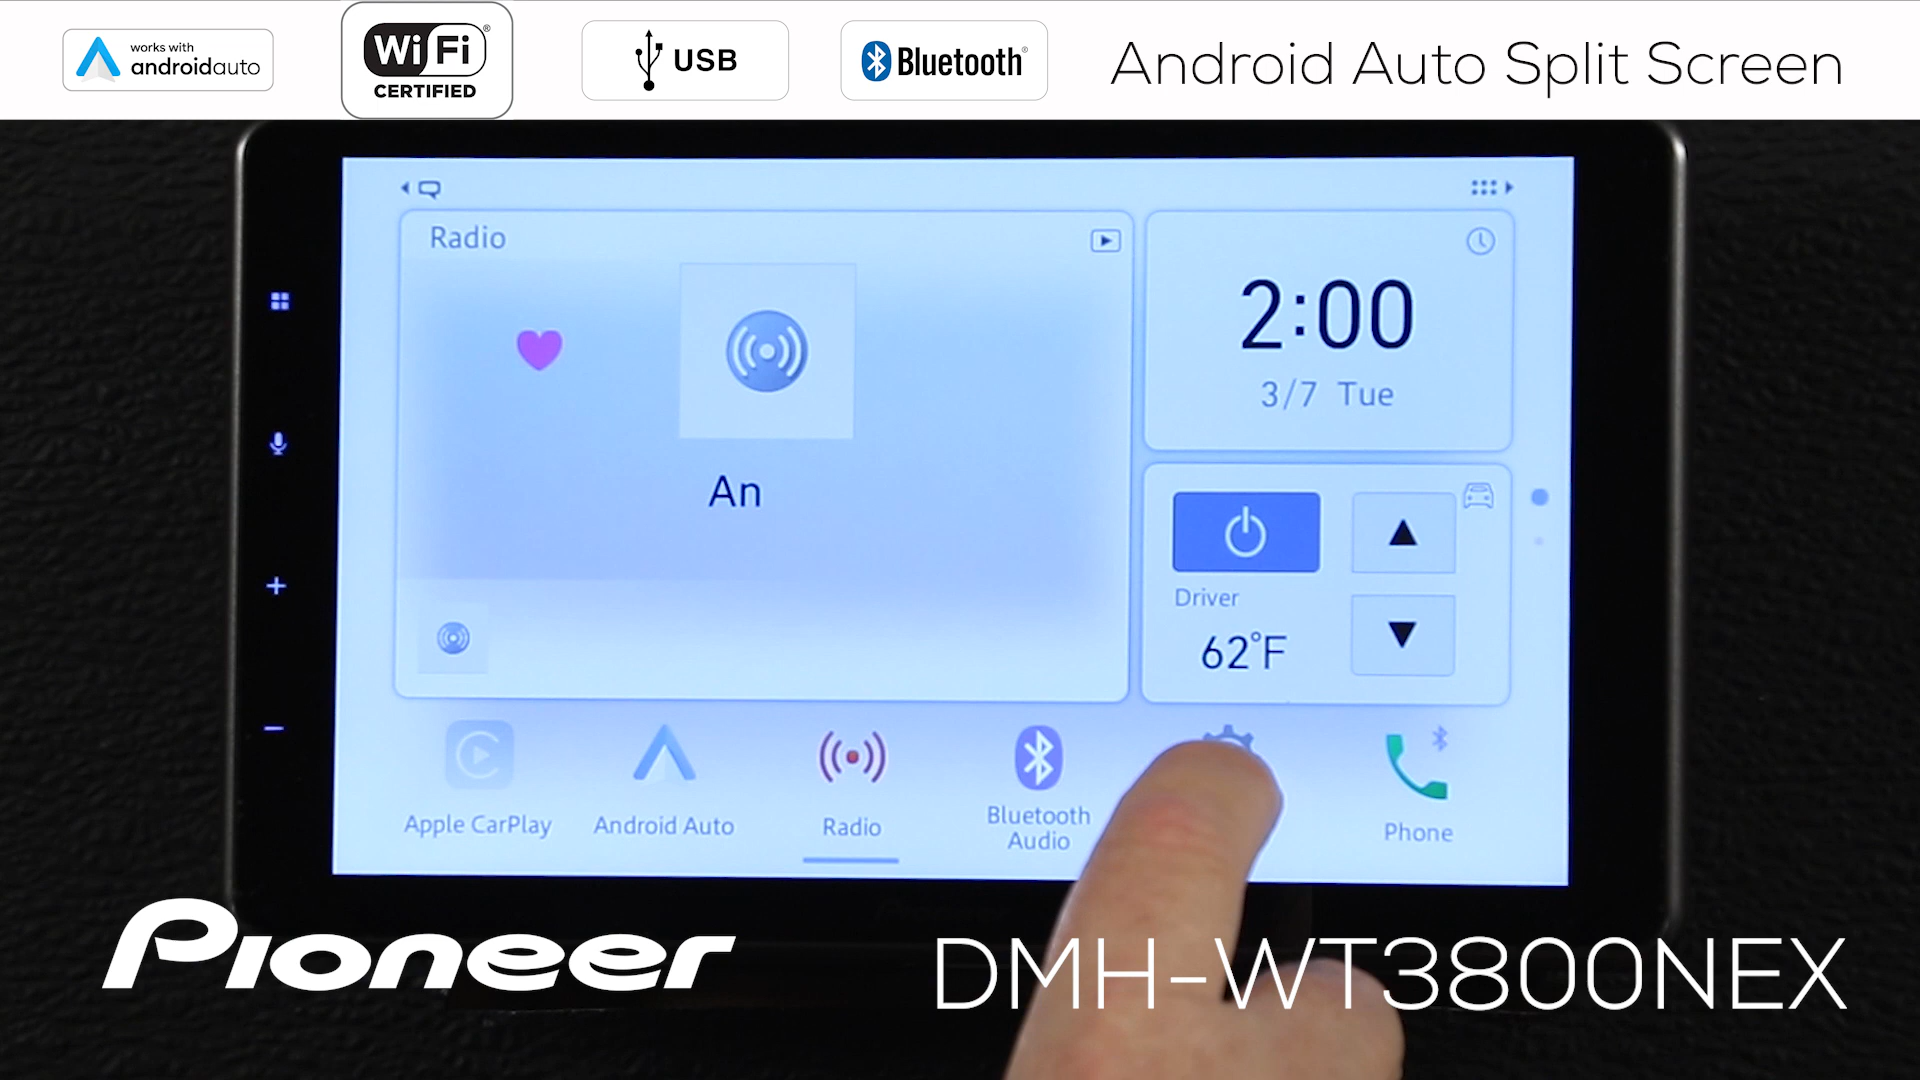 works with
androidauto
WiFi®
CERTIFIED
USB
Bluetooth®
Android Auto Split Screen
Radio
2:00
3/7 Tue
An
Driver
62°F
Apple CarPlay
Android Auto
Radio
Bluetooth
Audio
Phone
Pioneer
DMH-WT3800NEX